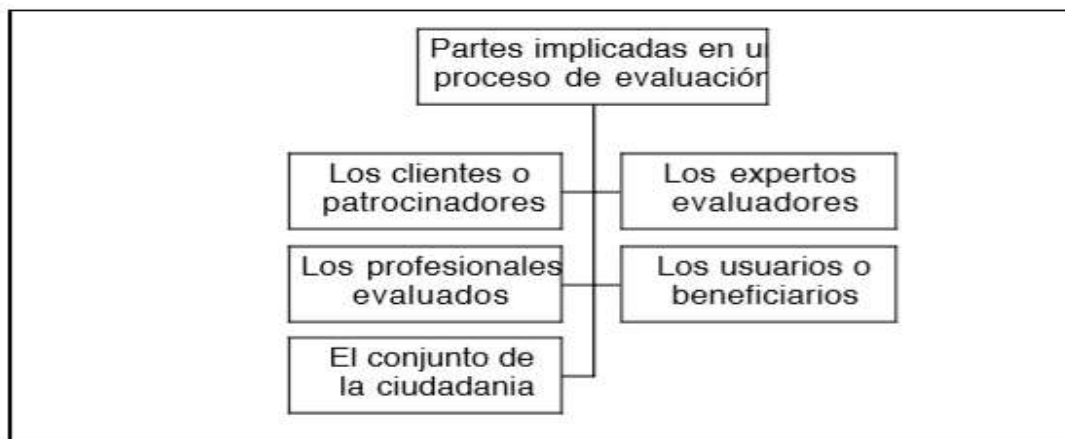 Partes implicadas en u
proceso de evaluación
Los clientes o
patrocinadores
Los expertos
evaluadores
Los profesionales
evaluados
Los usuarios o
beneficiarios
El conjunto de
la ciudadania